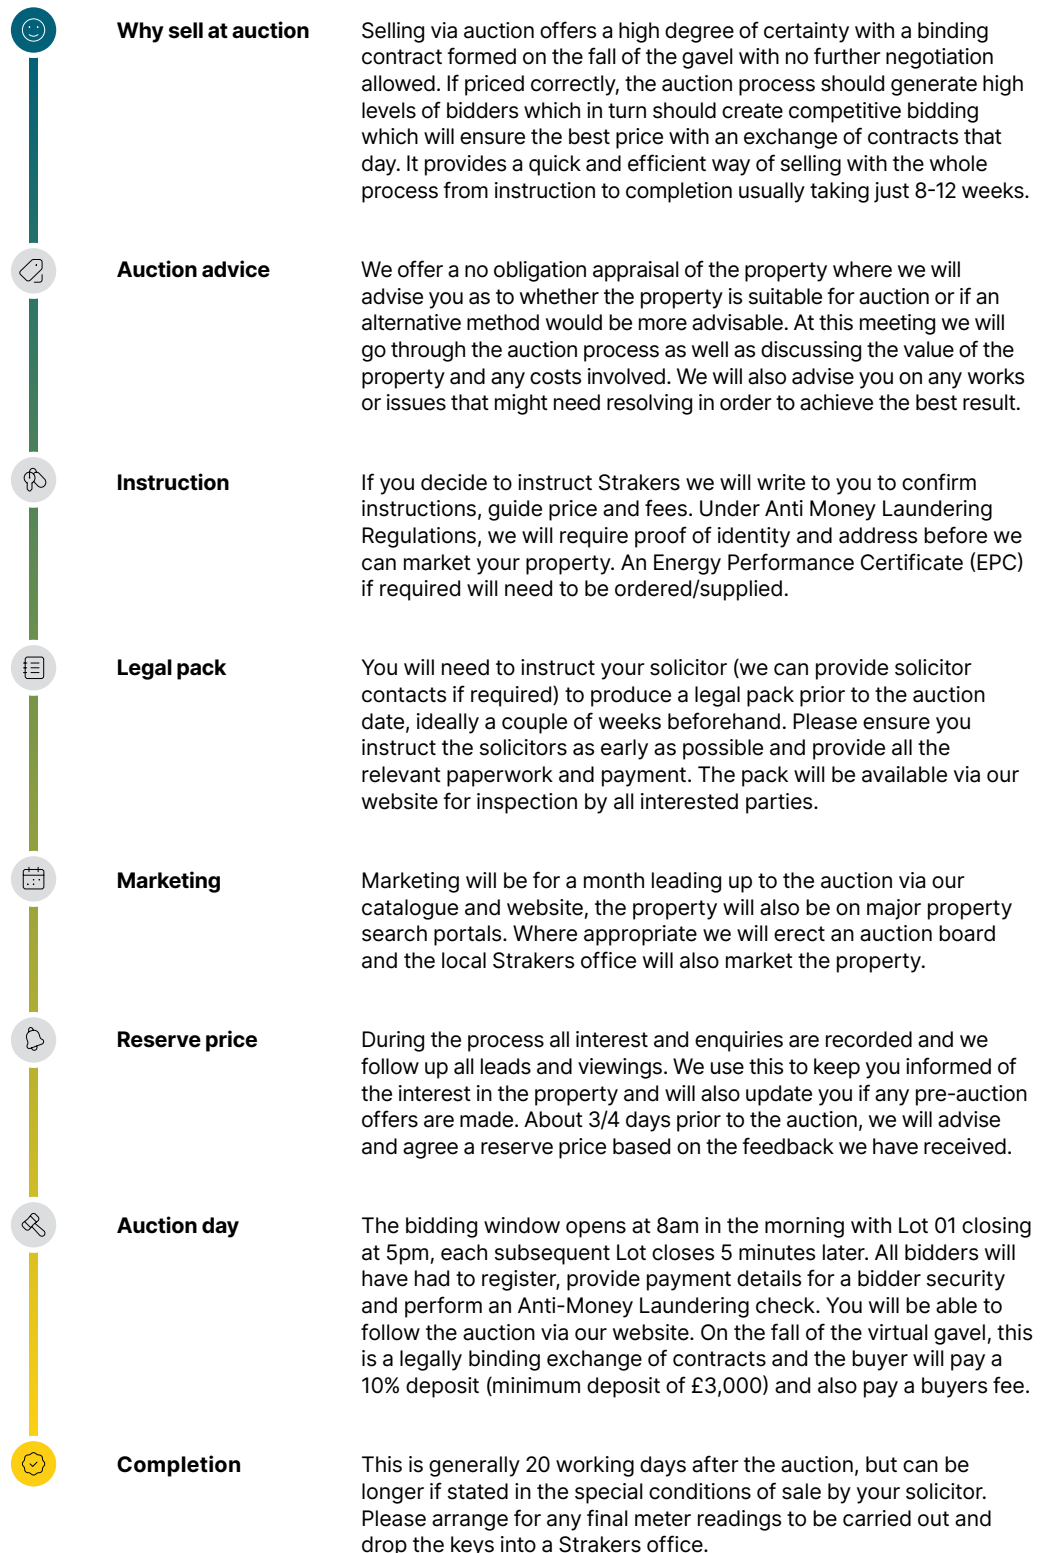 Why sell at auction
Selling via auction offers a high degree of certainty with a binding
contract formed on the fall of the gavel with no further negotiation
allowed. If priced correctly, the auction process should generate high
levels of bidders which in turn should create competitive bidding
which will ensure the best price with an exchange of contracts that
day. It provides a quick and efficient way of selling with the whole
process from instruction to completion usually taking just 8-12 weeks.
Auction advice
We offer a no obligation appraisal of the property where we will
advise you as to whether the property is suitable for auction or if an
alternative method would be more advisable. At this meeting we will
go through the auction process as well as discussing the value of the
property and any costs involved. We will also advise you on any works
or issues that might need resolving in order to achieve the best result.
Instruction
If you decide to instruct Strakers we will write to you to confirm
instructions, guide price and fees. Under Anti Money Laundering
Regulations, we will require proof of identity and address before we
can market your property. An Energy Performance Certificate (EPC)
if required will need to be ordered/supplied.
Legal pack
You will need to instruct your solicitor (we can provide solicitor
contacts if required) to produce a legal pack prior to the auction
date, ideally a couple of weeks beforehand. Please ensure you
instruct the solicitors as early as possible and provide all the
relevant paperwork and payment. The pack will be available via our
website for inspection by all interested parties.
Marketing
Marketing will be for a month leading up to the auction via our
catalogue and website, the property will also be on major property
search portals. Where appropriate we will erect an auction board
and the local Strakers office will also market the property.
Reserve price
During the process all interest and enquiries are recorded and we
follow up all leads and viewings. We use this to keep you informed of
the interest in the property and will also update you if any pre-auction
offers are made. About 3/4 days prior to the auction, we will advise
and agree a reserve price based on the feedback we have received.
Auction day
The bidding window opens at 8am in the morning with Lot 01 closing
at 5pm, each subsequent Lot closes 5 minutes later. All bidders will
have had to register, provide payment details for a bidder security
and perform an Anti-Money Laundering check. You will be able to
follow the auction via our website. On the fall of the virtual gavel, this
is a legally binding exchange of contracts and the buyer will pay a
10% deposit (minimum deposit of £3,000) and also pay a buyers fee.
Completion
This is generally 20 working days after the auction, but can be
longer if stated in the special conditions of sale by your solicitor.
Please arrange for any final meter readings to be carried out and
drop the keys into a Strakers office.